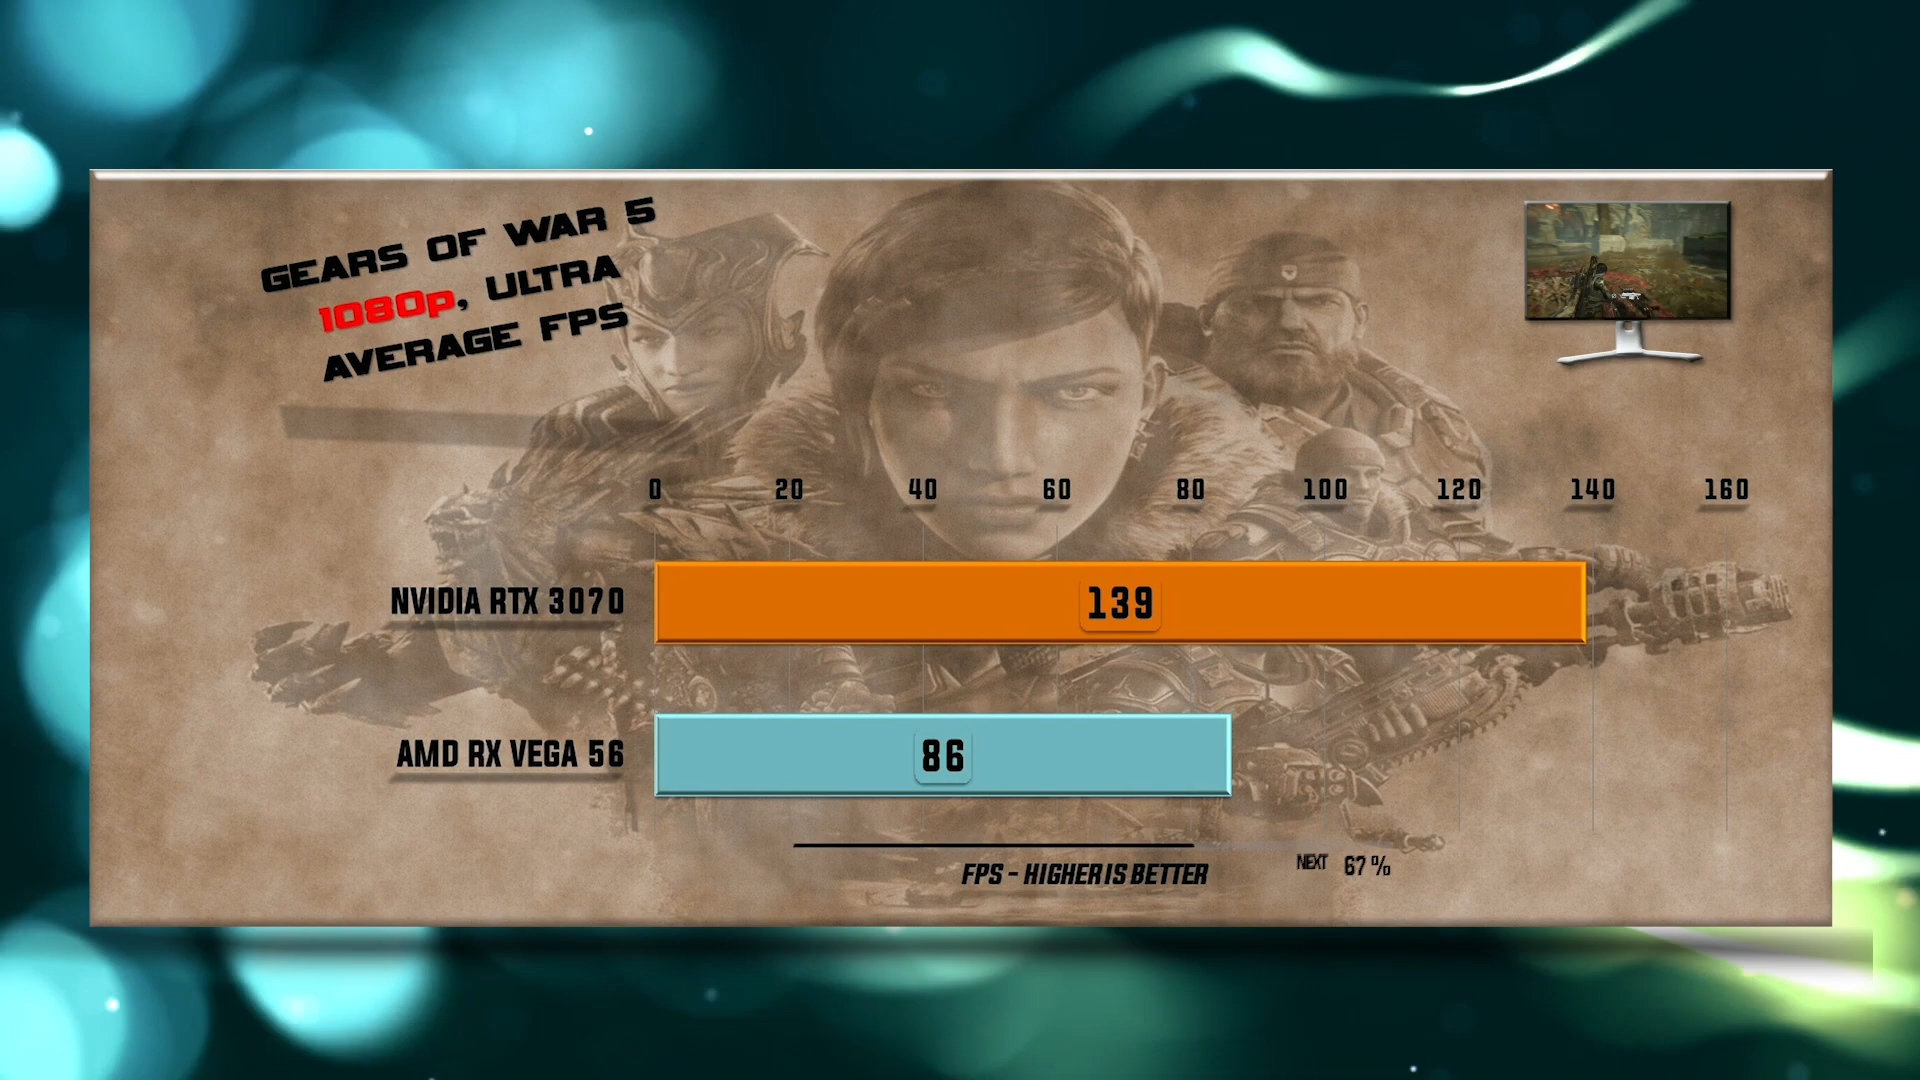 GEARS OF WAR 5
1080p, ULTRA
AVERAGE FPS
0 20 40 60 80 100 120 140 160
NVIDIA RTX 3070 139
AMD RX VEGA 56 86
FPS - HIGHER IS BETTER
NEXT 67%